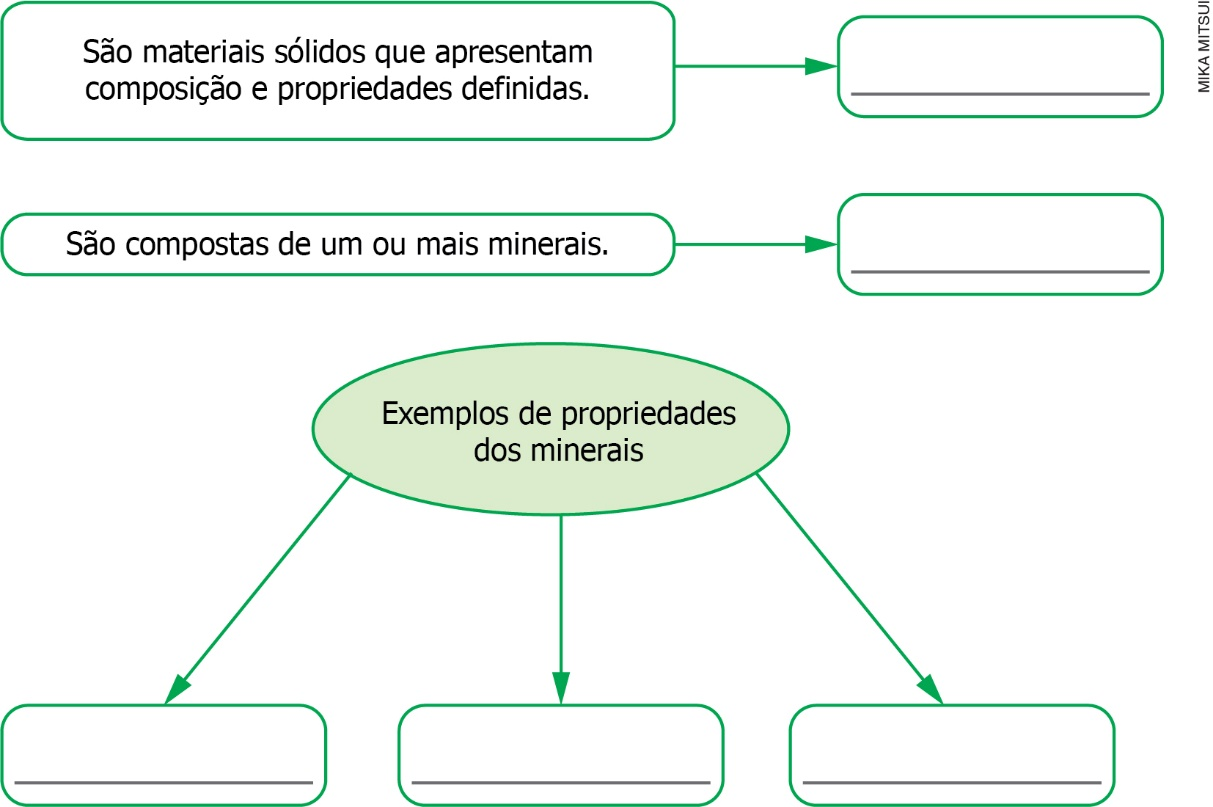 São materiais sólidos que apresentam
composição e propriedades definidas.
São compostas de um ou mais minerais.
Exemplos de propriedades
dos minerais
MIKA MITSUI